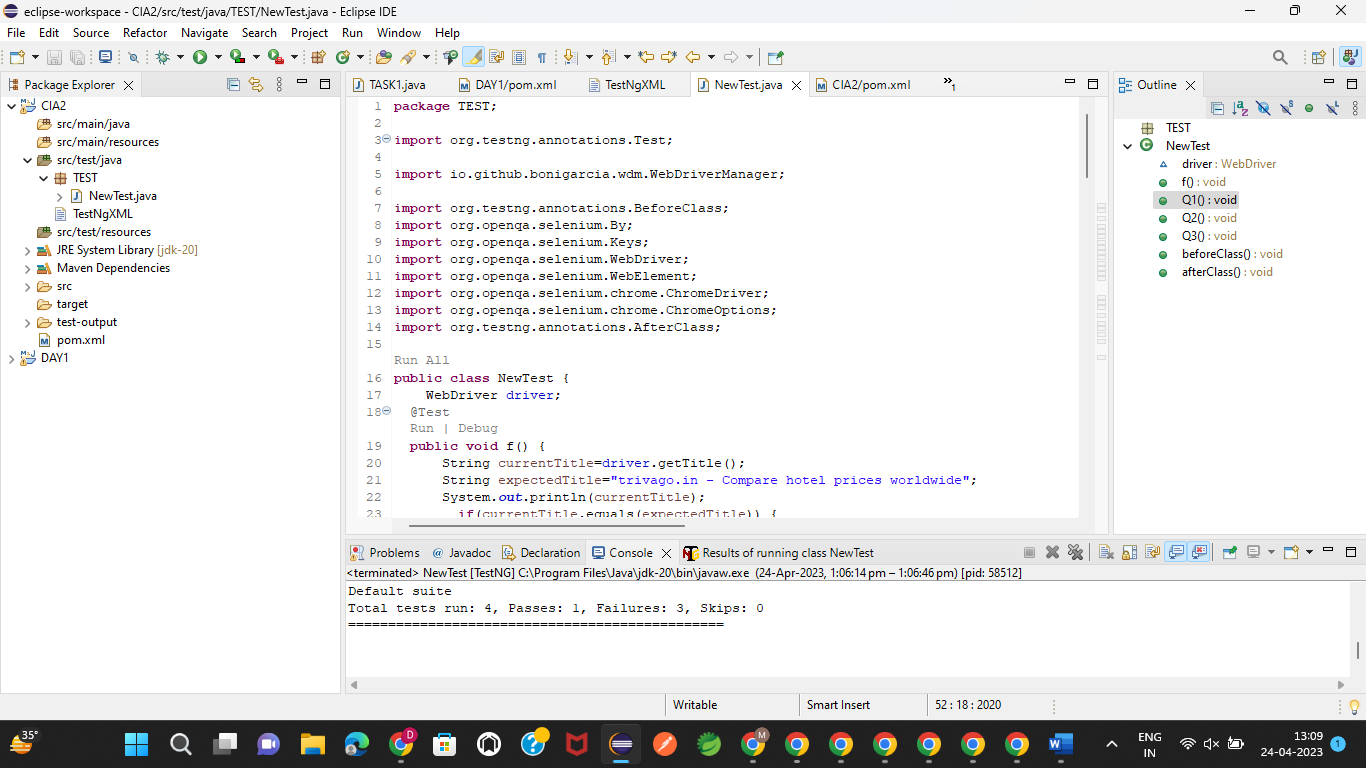 eclipse-workspace - CIA2/src/test/java/TEST/NewTest.java - Eclipse IDE
File Edit Source Refactor Navigate Search Project Run Window Help
Package Explorer
CIA2
src/main/java
src/main/resources
src/test/java
TEST
NewTest.java
TestNgXML
src/test/resources
JRE System Library [jdk-20]
Maven Dependencies
src
target
test-output
pom.xml
DAY1
TASK1.java DAY1/pom.xml TestNgXML NewTest.java CIA2/pom.xml »1
1 package TEST;
2
3 import org.testng.annotations.Test;
4
5 import io.github.bonigarcia.wdm.WebDriverManager;
6
7 import org.testng.annotations.BeforeClass;
8 import org.openqa.selenium.By;
9 import org.openqa.selenium.Keys;
10 import org.openqa.selenium.WebDriver;
11 import org.openqa.selenium.WebElement;
12 import org.openqa.selenium.chrome.ChromeDriver;
13 import org.openqa.selenium.chrome.ChromeOptions;
14 import org.testng.annotations.AfterClass;
15
Run All
16 public class NewTest {
17 WebDriver driver;
18 @Test
Run | Debug
19 public void f() {
20 String currentTitle=driver.getTitle();
21 String expectedTitle="trivago.in - Compare hotel prices worldwide";
22 System.out.println(currentTitle);
23 if(currentTitle.equals(expectedTitle)) {
Outline
TEST
NewTest
driver : WebDriver
f() : void
Q1() : void
Q2() : void
Q3() : void
beforeClass() : void
afterClass() : void
Problems @ Javadoc Declaration Console Results of running class NewTest
<terminated> NewTest [TestNG] C:\Program Files\Java\jdk-20\bin\javaw.exe (24-Apr-2023, 1:06:14 pm – 1:06:46 pm) [pid: 58512]
Default suite
Total tests run: 4, Passes: 1, Failures: 3, Skips: 0
===============================================
Writable Smart Insert 52 : 18 : 2020
35°
D
M
ENG
IN
13:09
24-04-2023
1